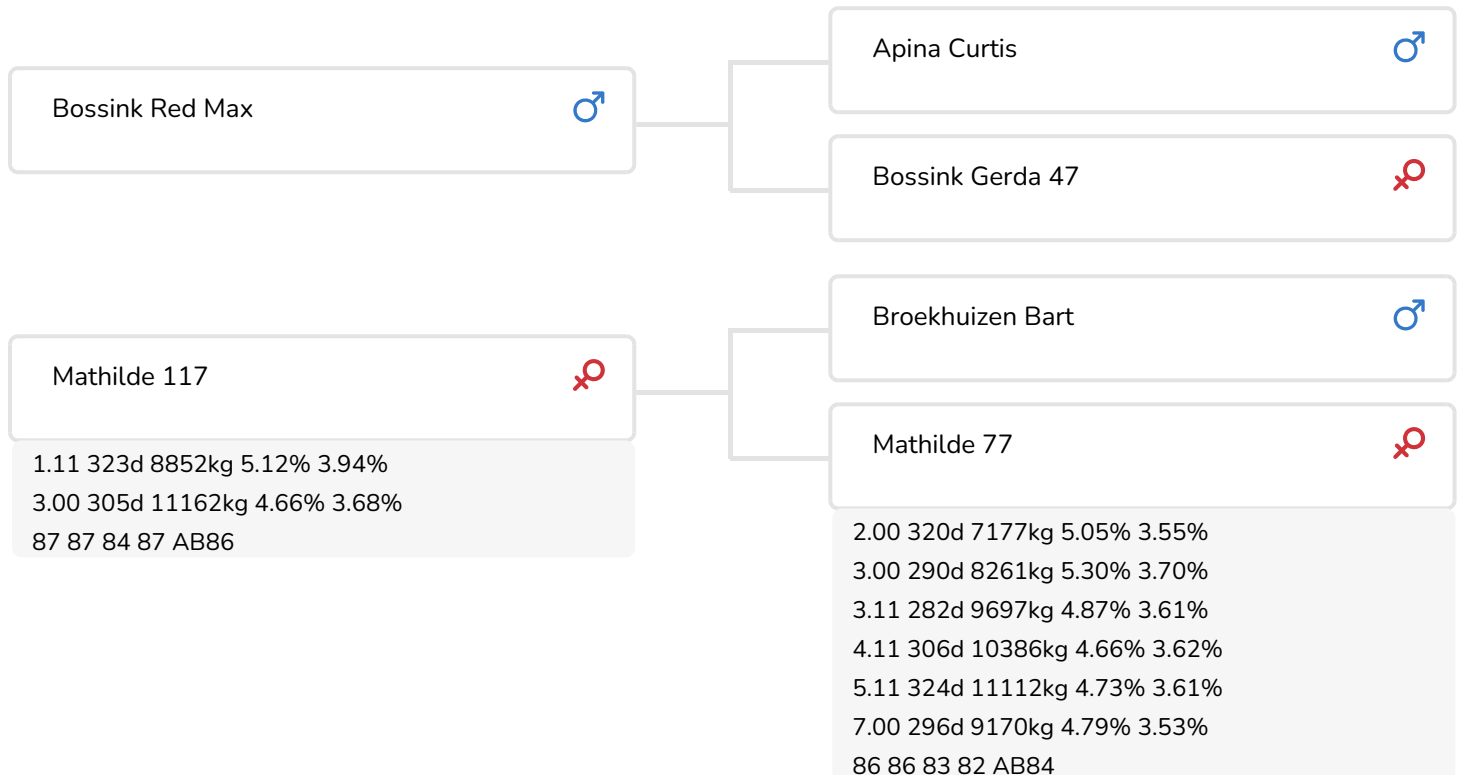 Bossink Red Max
Apina Curtis
Bossink Gerda 47
Mathilde 117
1.11 323d 8852kg 5.12% 3.94%
3.00 305d 11162kg 4.66% 3.68%
87 87 84 87 AB86
Broekhuizen Bart
Mathilde 77
2.00 320d 7177kg 5.05% 3.55%
3.00 290d 8261kg 5.30% 3.70%
3.11 282d 9697kg 4.87% 3.61%
4.11 306d 10386kg 4.66% 3.62%
5.11 324d 11112kg 4.73% 3.61%
7.00 296d 9170kg 4.79% 3.53%
86 86 83 82 AB84